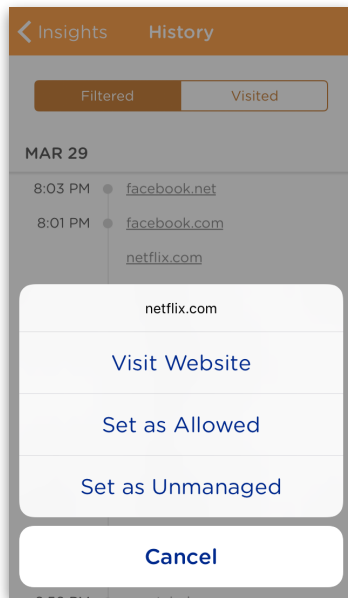 Insights History
Filtered Visited
MAR 29
8:03 PM facebook.net
8:01 PM facebook.com
netflix.com
netflix.com
Visit Website
Set as Allowed
Set as Unmanaged
Cancel